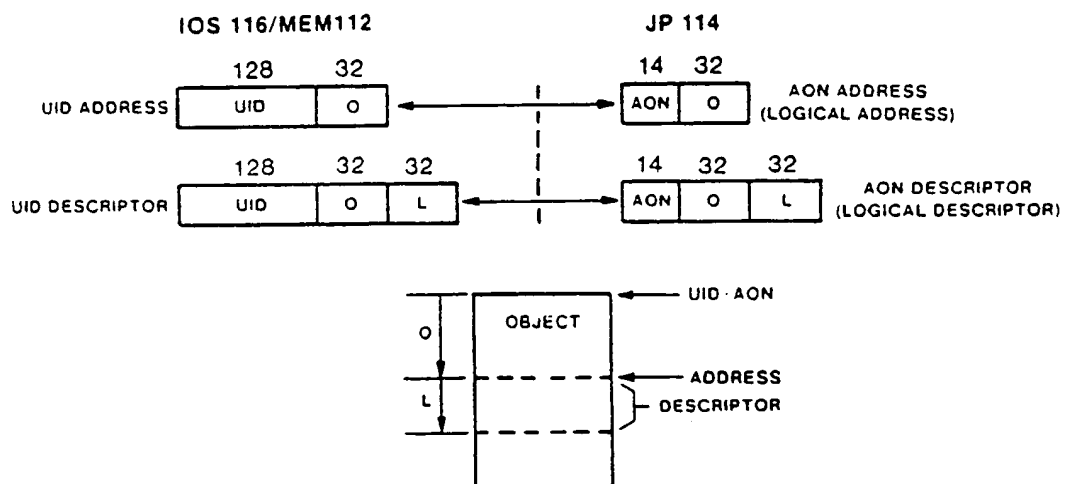 IOS 116/MEM112
JP 114
128 32
14 32
UID ADDRESS UID O
AON O AON ADDRESS
(LOGICAL ADDRESS)
128 32 32
14 32 32
UID DESCRIPTOR UID O L
AON O L AON DESCRIPTOR
(LOGICAL DESCRIPTOR)
UID·AON
OBJECT
O
ADDRESS
L
DESCRIPTOR